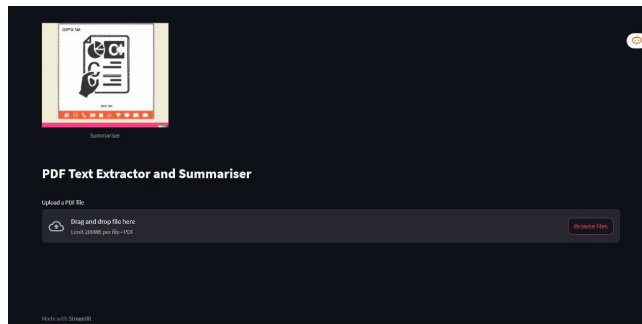 Summariser
PDF Text Extractor and Summariser
Upload a PDF file
Drag and drop file here
Limit 200MB per file • PDF
Browse files
Made with Streamlit